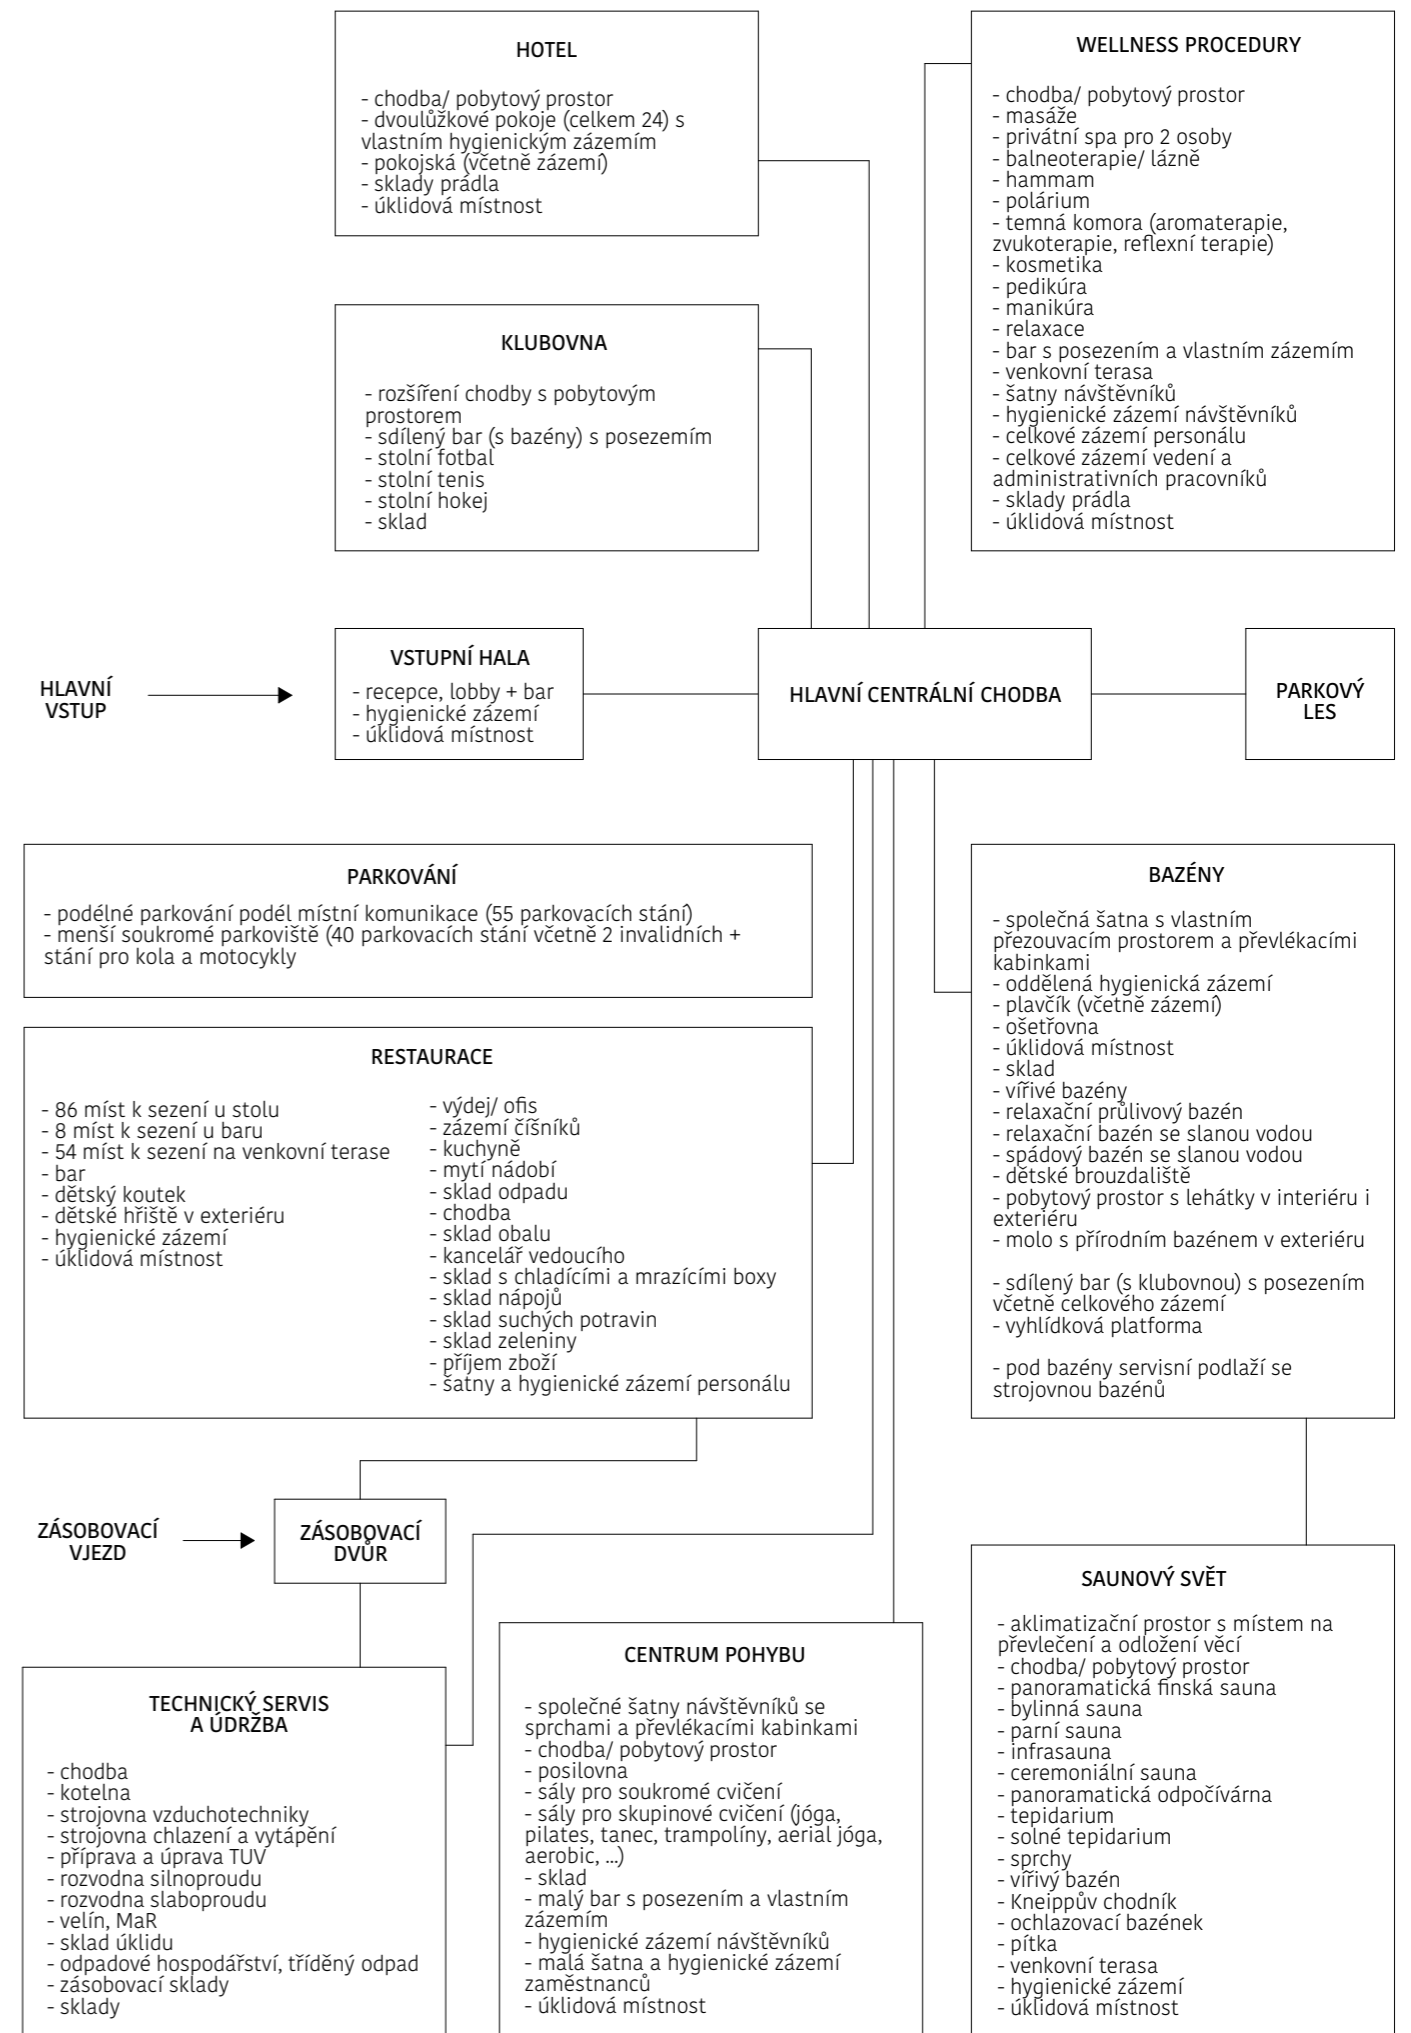 HOTEL
- chodba/ pobytový prostor
- dvoulůžkové pokoje (celkem 24) s
vlastním hygienickým zázemím
- pokojská (včetně zázemí)
- sklady prádla
- úklidová místnost
WELLNESS PROCEDURY
- chodba/ pobytový prostor
- masáže
- privátní spa pro 2 osoby
- balneoterapie/ lázně
- hammam
- polárium
- temná komora (aromaterapie,
zvukoterapie, reflexní terapie)
- kosmetika
- pedikúra
- manikúra
- relaxace
- bar s posezením a vlastním zázemím
- venkovní terasa
- šatny návštěvníků
- hygienické zázemí návštěvníků
- celkové zázemí personálu
- celkové zázemí vedení a
administrativních pracovníků
- sklady prádla
- úklidová místnost
KLUBOVNA
- rozšíření chodby s pobytovým
prostorem
- sdílený bar (s bazény) s posezemím
- stolní fotbal
- stolní tenis
- stolní hokej
- sklad
HLAVNÍ
VSTUP
VSTUPNÍ HALA
- recepce, lobby + bar
- hygienické zázemí
- úklidová místnost
HLAVNÍ CENTRÁLNÍ CHODBA
PARKOVÝ
LES
PARKOVÁNÍ
- podélné parkování podél místní komunikace (55 parkovacích stání)
- menší soukromé parkoviště (40 parkovacích stání včetně 2 invalidních +
stání pro kola a motocykly
BAZÉNY
- společná šatna s vlastním
přezouvacím prostorem a převlékacími
kabinkami
- oddělená hygienická zázemí
- plavčík (včetně zázemí)
- ošetřovna
- úklidová místnost
- sklad
- vířivé bazény
- relaxační průlivový bazén
- relaxační bazén se slanou vodou
- spádový bazén se slanou vodou
- dětské brouzdaliště
- pobytový prostor s lehátky v interiéru i
exteriéru
- molo s přírodním bazénem v exteriéru
- sdílený bar (s klubovnou) s posezením
včetně celkového zázemí
- vyhlídková platforma
- pod bazény servisní podlaží se
strojovnou bazénů
RESTAURACE
- 86 míst k sezení u stolu
- 8 míst k sezení u baru
- 54 míst k sezení na venkovní terase
- bar
- dětský koutek
- dětské hřiště v exteriéru
- hygienické zázemí
- úklidová místnost
- výdej/ ofis
- zázemí číšníků
- kuchyně
- mytí nádobí
- sklad odpadu
- chodba
- sklad obalu
- kancelář vedoucího
- sklad s chladícími a mrazícími boxy
- sklad nápojů
- sklad suchých potravin
- sklad zeleniny
- příjem zboží
- šatny a hygienické zázemí personálu
ZÁSOBOVACÍ
VJEZD
ZÁSOBOVACÍ
DVŮR
TECHNICKÝ SERVIS
A ÚDRŽBA
- chodba
- kotelna
- strojovna vzduchotechniky
- strojovna chlazení a vytápění
- příprava a úprava TUV
- rozvodna silnoproudu
- rozvodna slaboproudu
- velín, MaR
- sklad úklidu
- odpadové hospodářství, tříděný odpad
- zásobovací sklady
- sklady
CENTRUM POHYBU
- společné šatny návštěvníků se
sprchami a převlékacími kabinkami
- chodba/ pobytový prostor
- posilovna
- sály pro soukromé cvičení
- sály pro skupinové cvičení (jóga,
pilates, tanec, trampolíny, aerial jóga,
aerobic, ...)
- sklad
- malý bar s posezením a vlastním
zázemím
- hygienické zázemí návštěvníků
- malá šatna a hygienické zázemí
zaměstnanců
- úklidová místnost
SAUNOVÝ SVĚT
- aklimatizační prostor s místem na
převlečení a odložení věcí
- chodba/ pobytový prostor
- panoramatická finská sauna
- bylinná sauna
- parní sauna
- infrasauna
- ceremoniální sauna
- panoramatická odpočívárna
- tepidarium
- solné tepidarium
- sprchy
- vířivý bazén
- Kneippův chodník
- ochlazovací bazének
- pítka
- venkovní terasa
- hygienické zázemí
- úklidová místnost